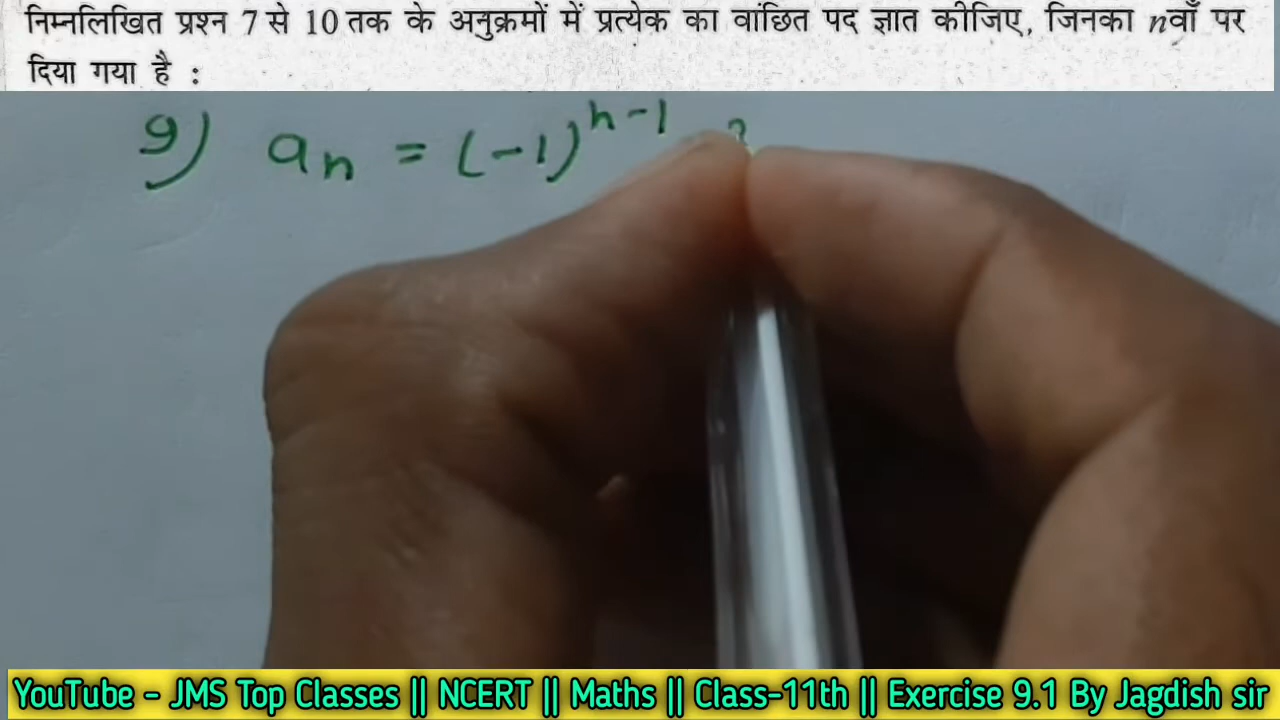 निम्नलिखित प्रश्न 7 से 10 तक के अनुक्रमों में प्रत्येक का वांछित पद ज्ञात कीजिए, जिनका nवाँ पर
दिया गया है :
9) an = (-1)^n-1
YouTube - JMS Top Classes || NCERT || Maths || Class-11th || Exercise 9.1 By Jagdish sir